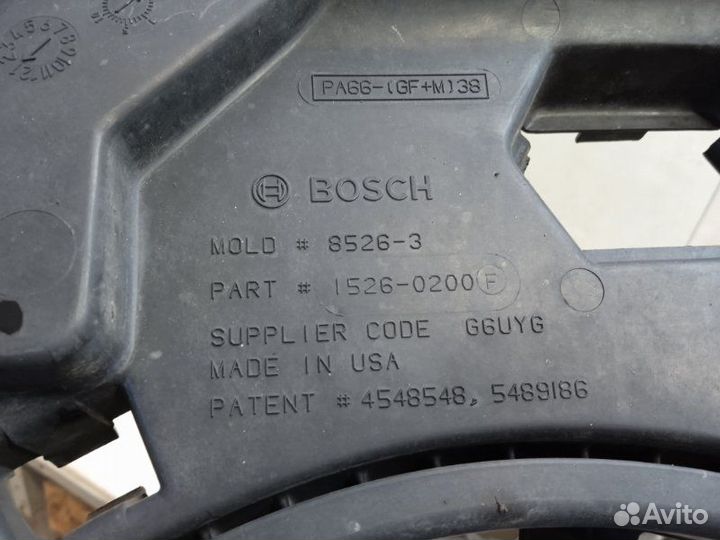 PA66-(GF+M)38
BOSCH
MOLD # 8526-3
PART # 1526-0200 F
SUPPLIER CODE G6UYG
MADE IN USA
PATENT # 4548548, 5489186
Avito